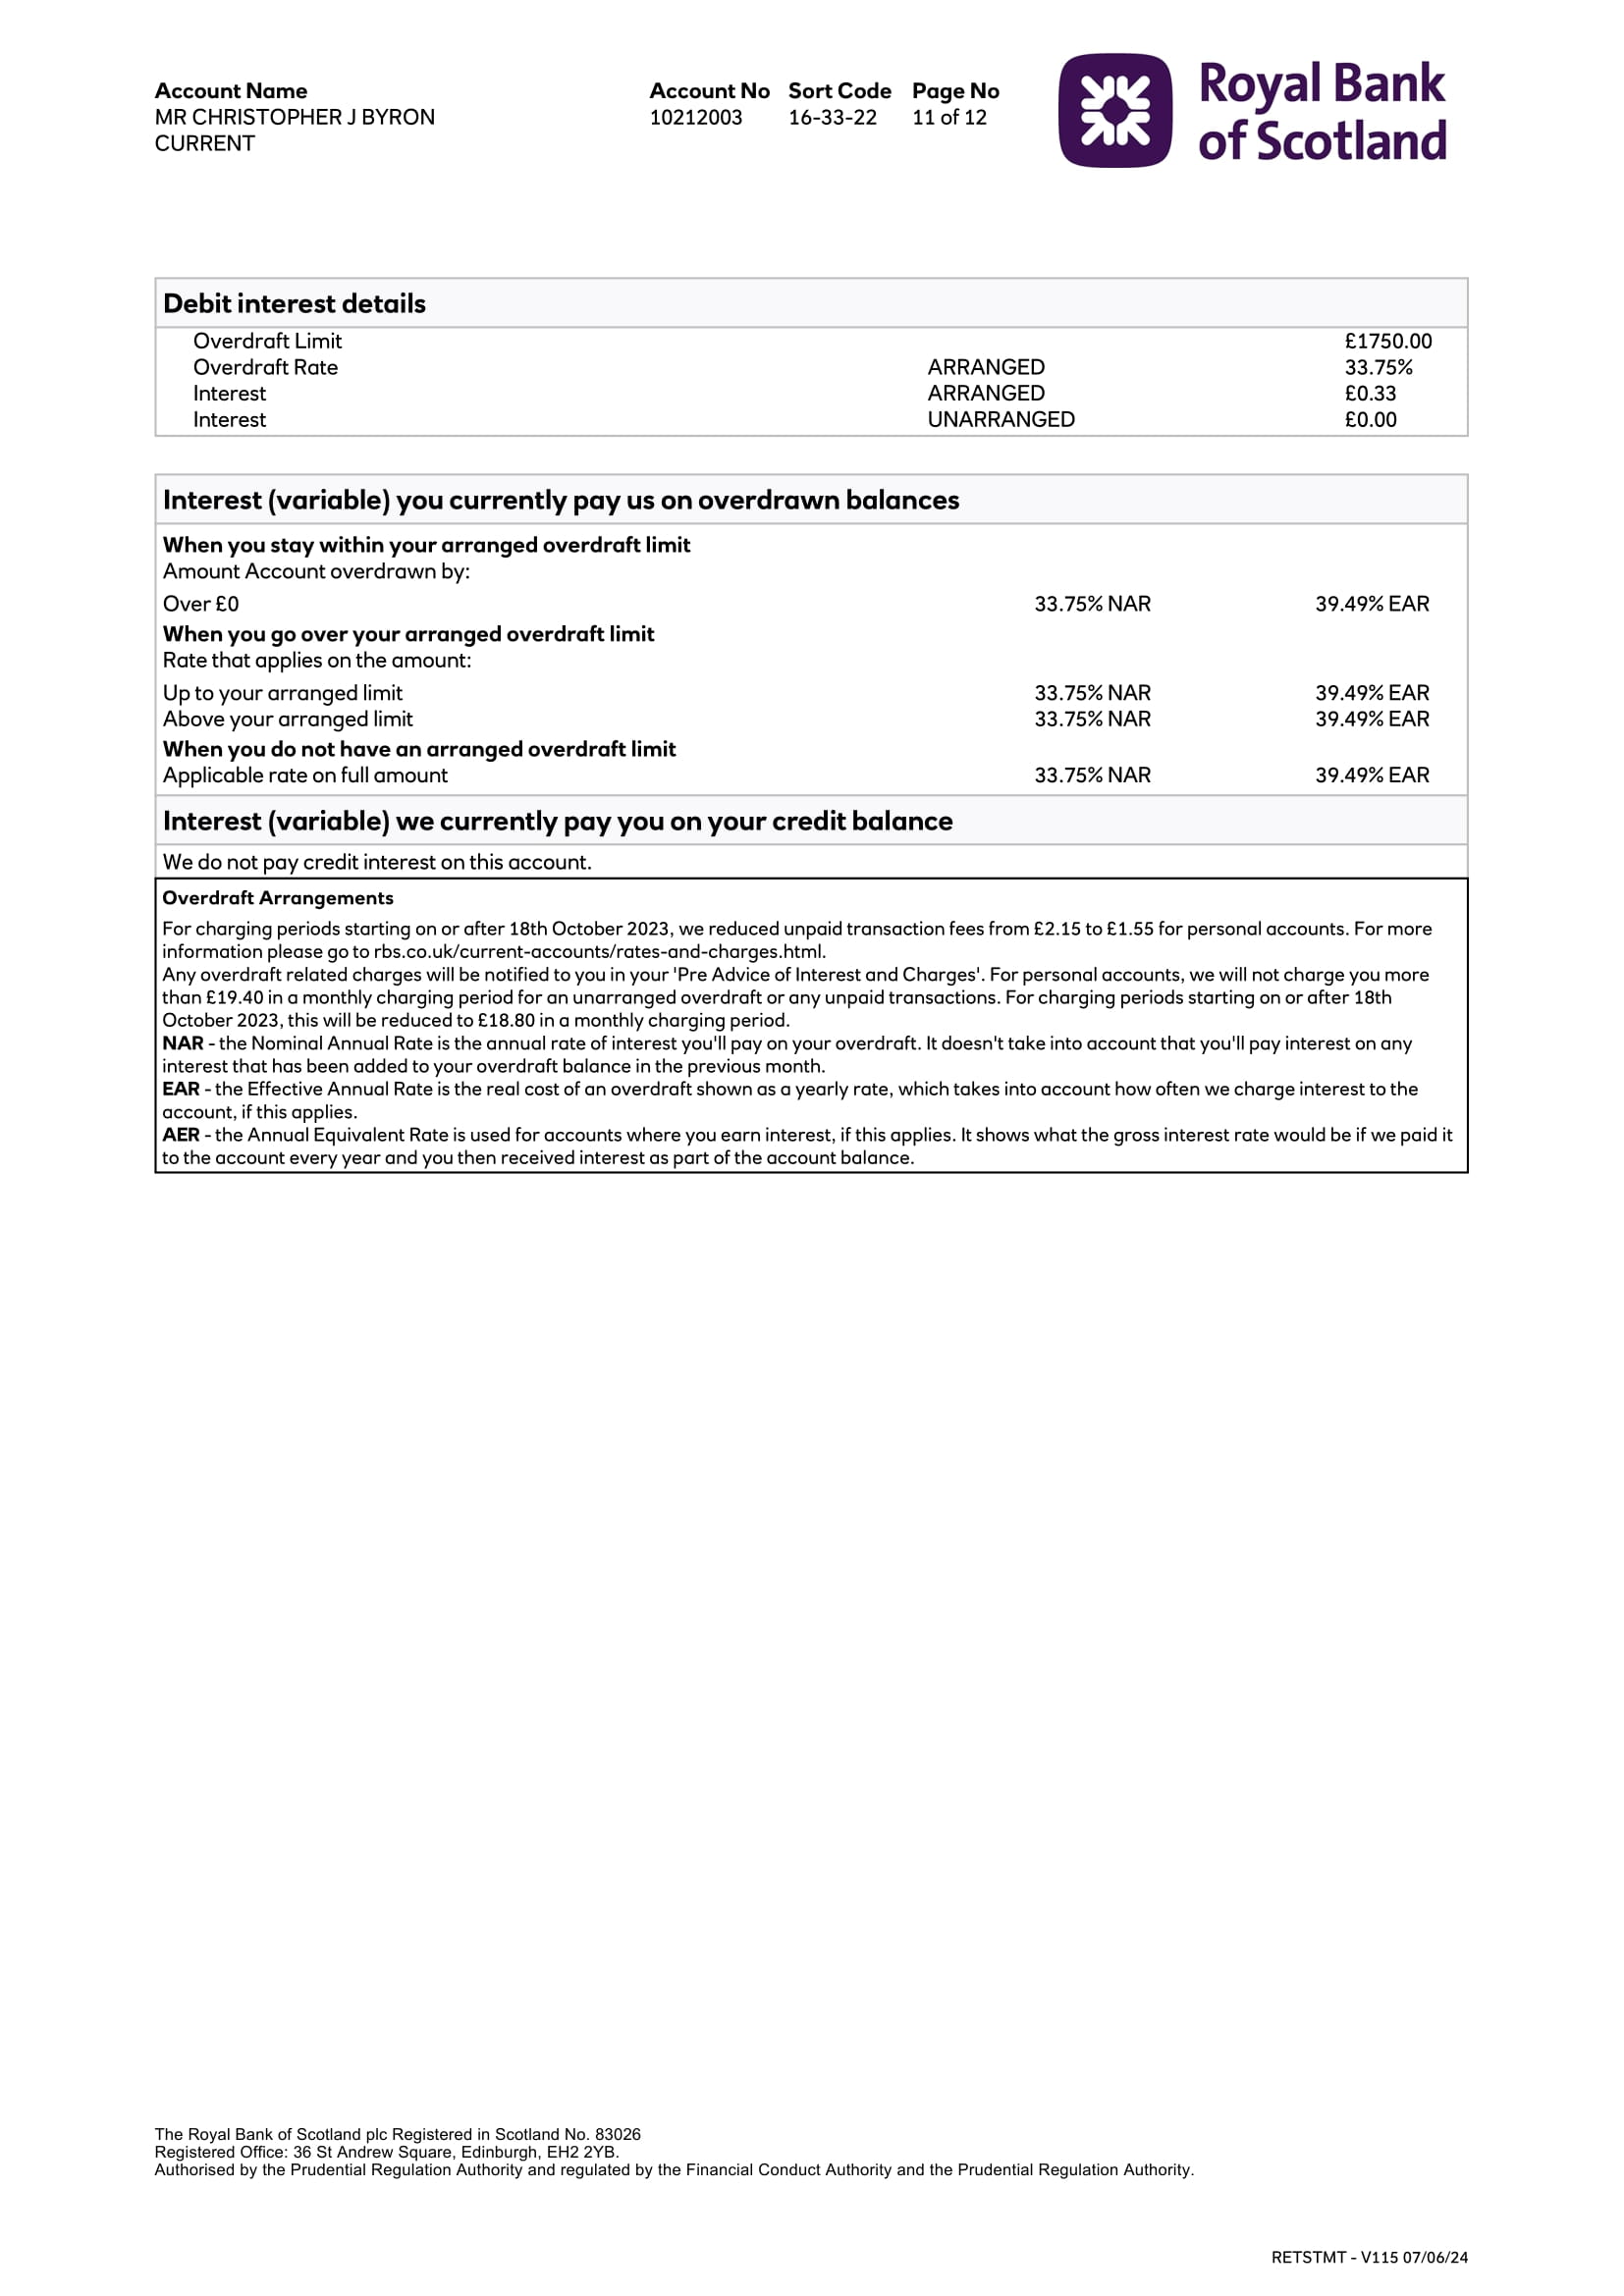 Account Name
MR CHRISTOPHER J BYRON
CURRENT
Account No Sort Code Page No
10212003 16-33-22 11 of 12
Royal Bank
of Scotland
Debit interest details
Overdraft Limit £1750.00
Overdraft Rate ARRANGED 33.75%
Interest ARRANGED £0.33
Interest UNARRANGED £0.00
Interest (variable) you currently pay us on overdrawn balances
When you stay within your arranged overdraft limit
Amount Account overdrawn by:
Over £0 33.75% NAR 39.49% EAR
When you go over your arranged overdraft limit
Rate that applies on the amount:
Up to your arranged limit 33.75% NAR 39.49% EAR
Above your arranged limit 33.75% NAR 39.49% EAR
When you do not have an arranged overdraft limit
Applicable rate on full amount 33.75% NAR 39.49% EAR
Interest (variable) we currently pay you on your credit balance
We do not pay credit interest on this account.
Overdraft Arrangements
For charging periods starting on or after 18th October 2023, we reduced unpaid transaction fees from £2.15 to £1.55 for personal accounts. For more
information please go to rbs.co.uk/current-accounts/rates-and-charges.html.
Any overdraft related charges will be notified to you in your 'Pre Advice of Interest and Charges'. For personal accounts, we will not charge you more
than £19.40 in a monthly charging period for an unarranged overdraft or any unpaid transactions. For charging periods starting on or after 18th
October 2023, this will be reduced to £18.80 in a monthly charging period.
NAR - the Nominal Annual Rate is the annual rate of interest you'll pay on your overdraft. It doesn't take into account that you'll pay interest on any
interest that has been added to your overdraft balance in the previous month.
EAR - the Effective Annual Rate is the real cost of an overdraft shown as a yearly rate, which takes into account how often we charge interest to the
account, if this applies.
AER - the Annual Equivalent Rate is used for accounts where you earn interest, if this applies. It shows what the gross interest rate would be if we paid it
to the account every year and you then received interest as part of the account balance.
The Royal Bank of Scotland plc Registered in Scotland No. 83026
Registered Office: 36 St Andrew Square, Edinburgh, EH2 2YB.
Authorised by the Prudential Regulation Authority and regulated by the Financial Conduct Authority and the Prudential Regulation Authority.
RETSTMT - V115 07/06/24